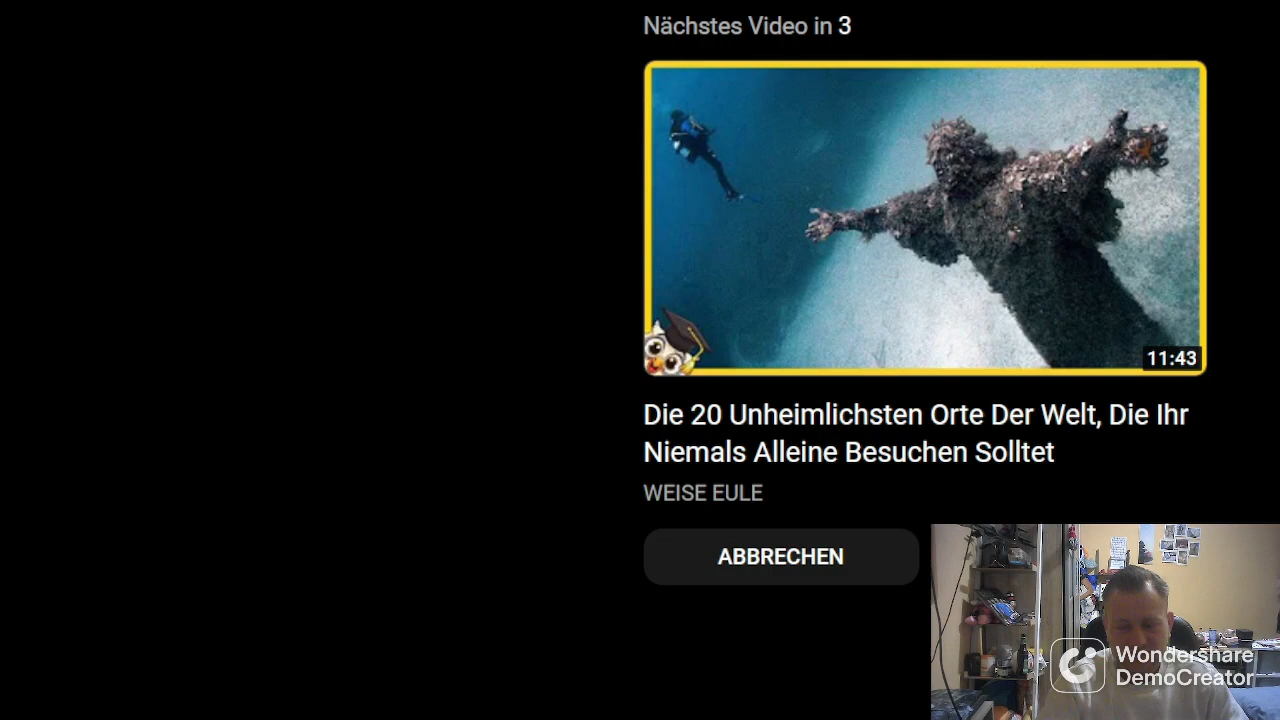 Nächstes Video in 3
11:43
Die 20 Unheimlichsten Orte Der Welt, Die Ihr
Niemals Alleine Besuchen Solltet
WEISE EULE
ABBRECHEN
Wondershare
DemoCreator